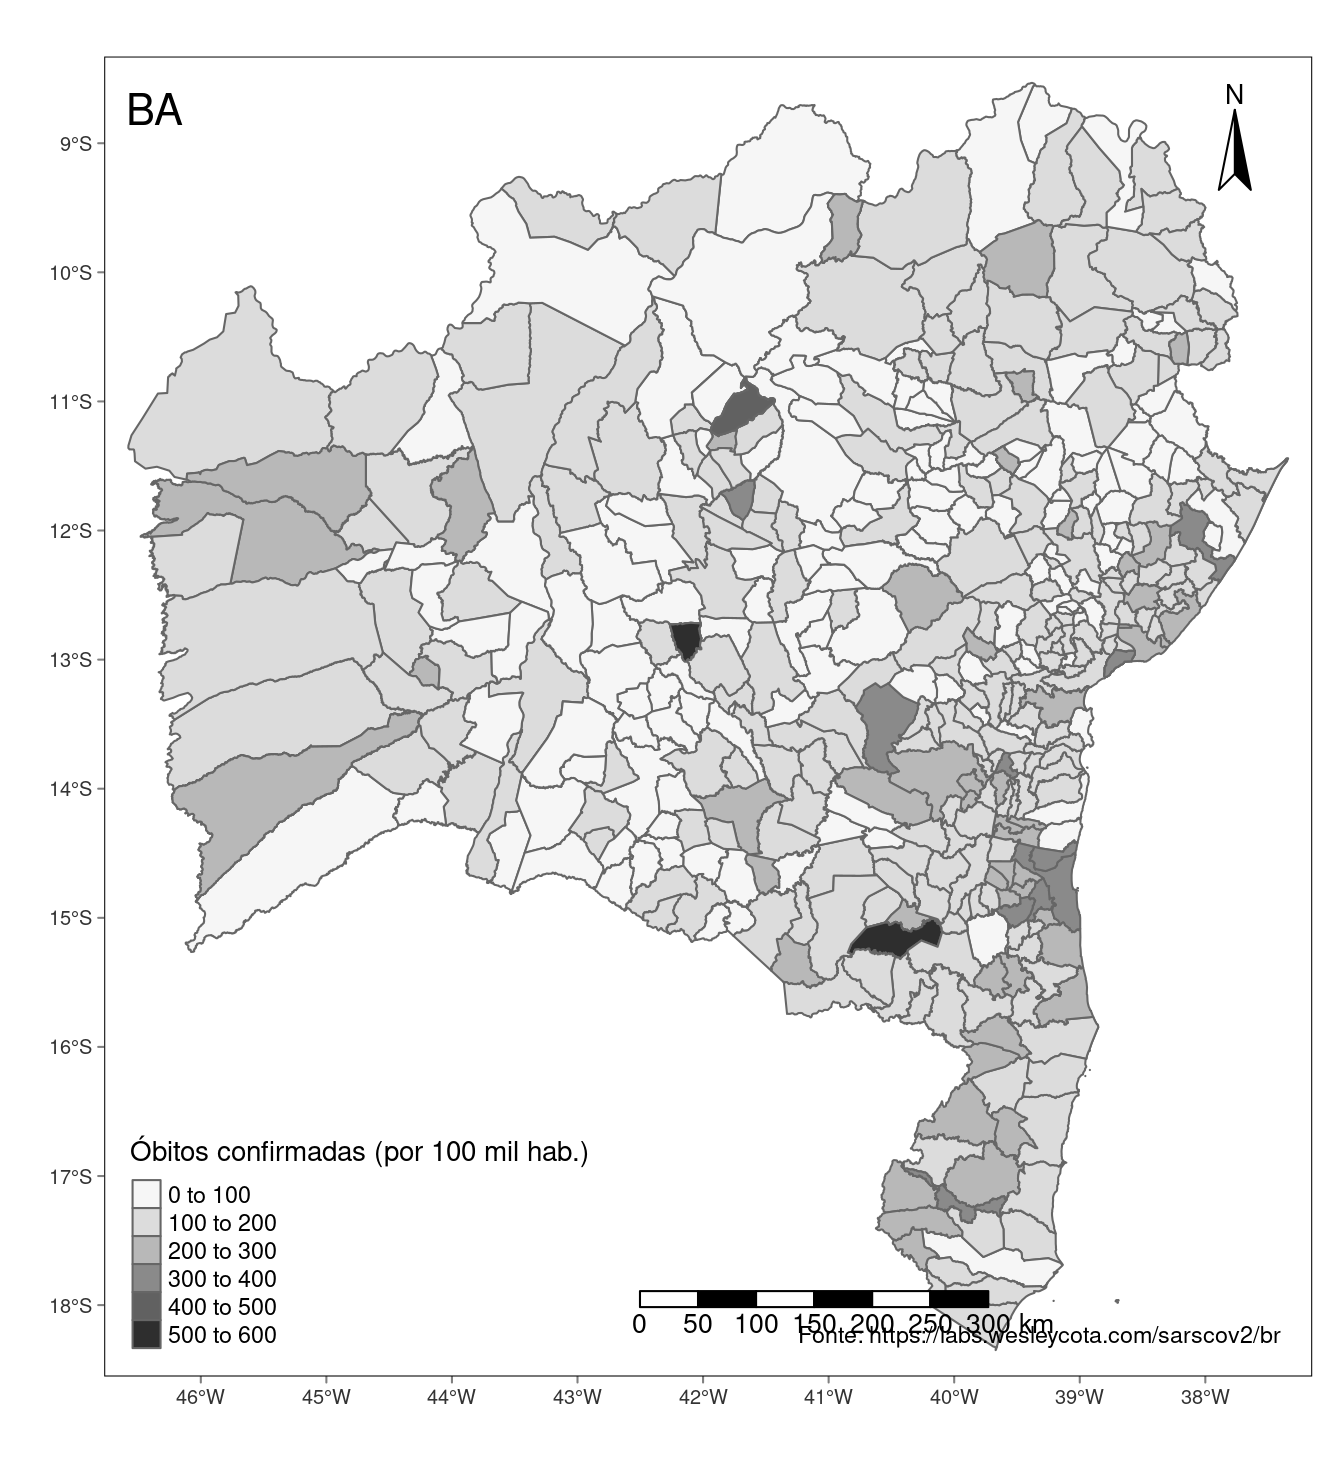 BA
N
9°S
10°S
11°S
12°S
13°S
14°S
15°S
16°S
17°S
18°S
Óbitos confirmadas (por 100 mil hab.)
0 to 100
100 to 200
200 to 300
300 to 400
400 to 500
500 to 600
0 50 100 150 200 250 300 km
Fonte: https://labs.wesleycota.com/sarscov2/br
46°W 45°W 44°W 43°W 42°W 41°W 40°W 39°W 38°W